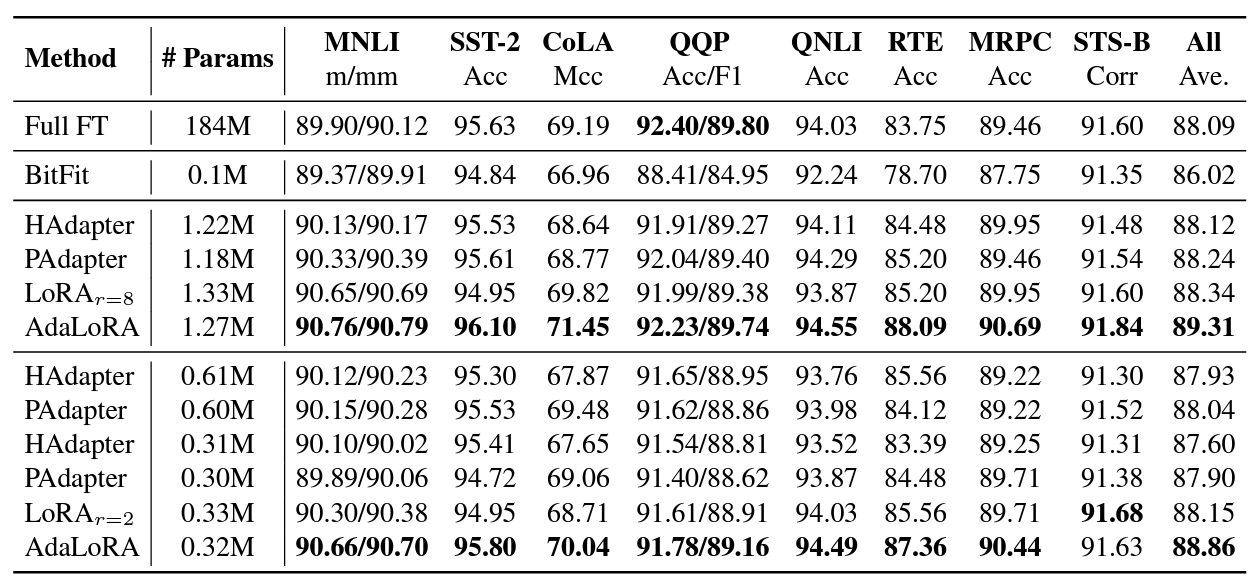 Method # Params MNLI SST-2 CoLA QQP QNLI RTE MRPC STS-B All
m/mm Acc Mcc Acc/F1 Acc Acc Acc Corr Ave.
Full FT 184M 89.90/90.12 95.63 69.19 92.40/89.80 94.03 83.75 89.46 91.60 88.09
BitFit 0.1M 89.37/89.91 94.84 66.96 88.41/84.95 92.24 78.70 87.75 91.35 86.02
HAdapter 1.22M 90.13/90.17 95.53 68.64 91.91/89.27 94.11 84.48 89.95 91.48 88.12
PAdapter 1.18M 90.33/90.39 95.61 68.77 92.04/89.40 94.29 85.20 89.46 91.54 88.24
LoRAr=8 1.33M 90.65/90.69 94.95 69.82 91.99/89.38 93.87 85.20 89.95 91.60 88.34
AdaLoRA 1.27M 90.76/90.79 96.10 71.45 92.23/89.74 94.55 88.09 90.69 91.84 89.31
HAdapter 0.61M 90.12/90.23 95.30 67.87 91.65/88.95 93.76 85.56 89.22 91.30 87.93
PAdapter 0.60M 90.15/90.28 95.53 69.48 91.62/88.86 93.98 84.12 89.22 91.52 88.04
HAdapter 0.31M 90.10/90.02 95.41 67.65 91.54/88.81 93.52 83.39 89.25 91.31 87.60
PAdapter 0.30M 89.89/90.06 94.72 69.06 91.40/88.62 93.87 84.48 89.71 91.38 87.90
LoRAr=2 0.33M 90.30/90.38 94.95 68.71 91.61/88.91 94.03 85.56 89.71 91.68 88.15
AdaLoRA 0.32M 90.66/90.70 95.80 70.04 91.78/89.16 94.49 87.36 90.44 91.63 88.86